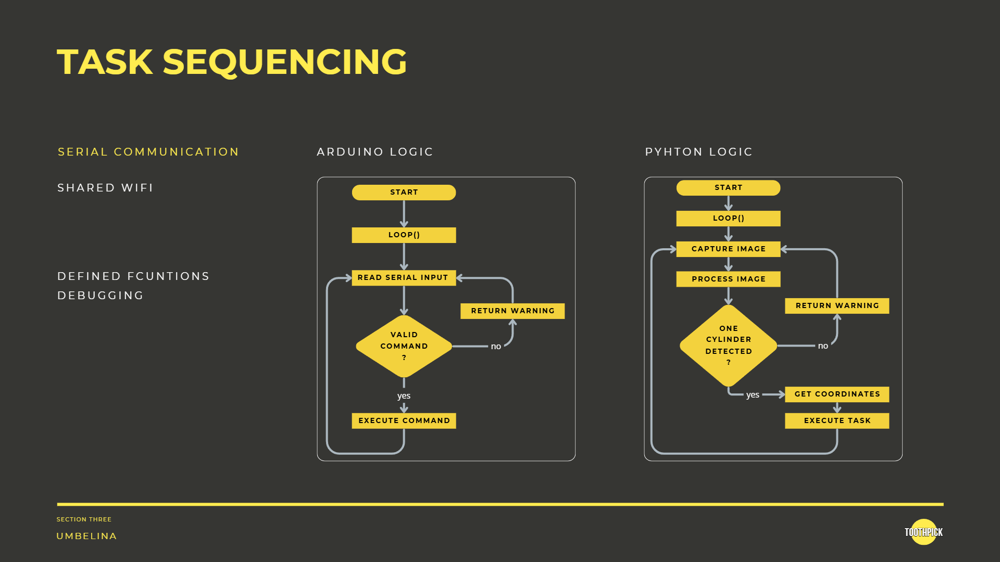 TASK SEQUENCING
SERIAL COMMUNICATION
SHARED WIFI
DEFINED FCUNTIONS
DEBUGGING
ARDUINO LOGIC
START
LOOP()
READ SERIAL INPUT
RETURN WARNING
VALID
COMMAND
?
no
yes
EXECUTE COMMAND
PYHTON LOGIC
START
LOOP()
CAPTURE IMAGE
PROCESS IMAGE
RETURN WARNING
ONE
CYLINDER
DETECTED
?
no
yes
GET COORDINATES
EXECUTE TASK
SECTION THREE
UMBELINA
TOOTHPICK